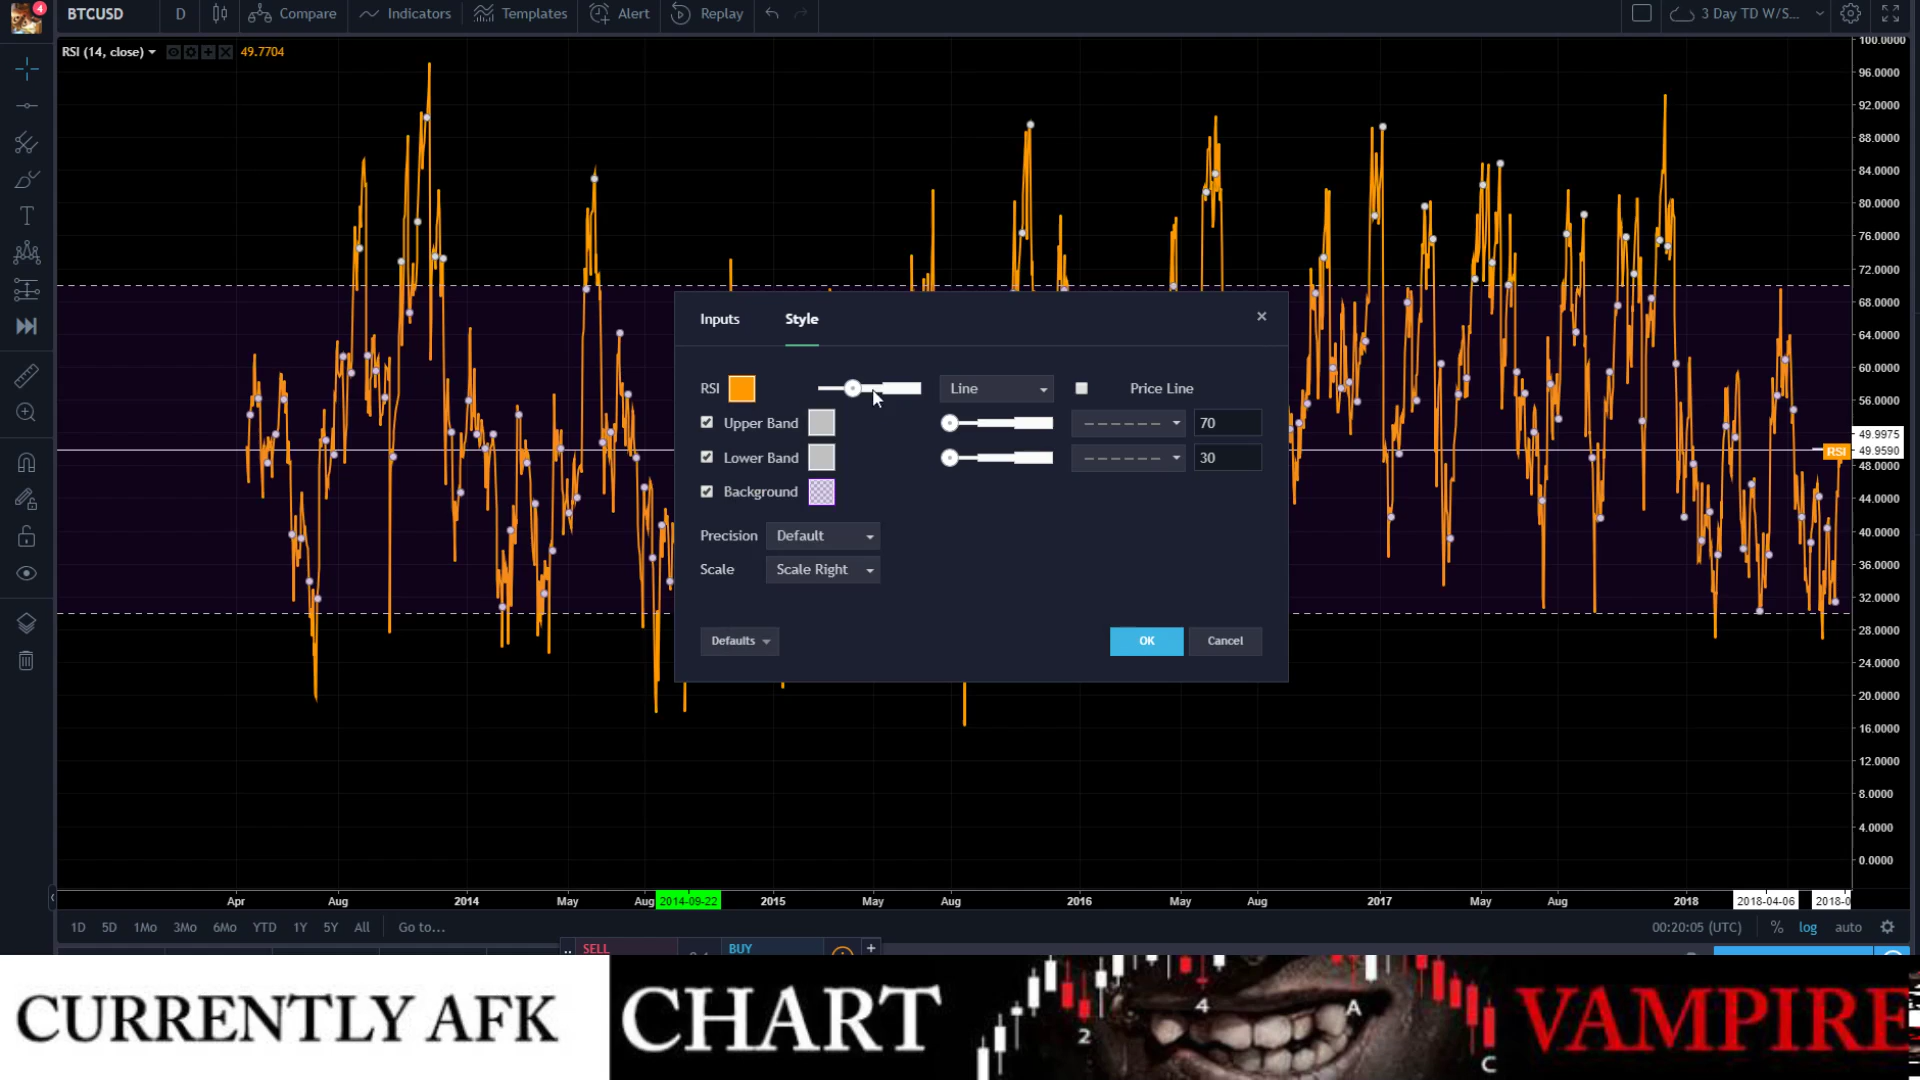 4
BTCUSD D Compare Indicators Templates Alert Replay 3 Day TD W/S...
RSI (14, close) 49.7704
100.0000
96.0000
92.0000
88.0000
84.0000
80.0000
76.0000
72.0000
68.0000
64.0000
60.0000
56.0000
49.9975
RSI 49.9590
48.0000
44.0000
40.0000
36.0000
32.0000
28.0000
24.0000
20.0000
16.0000
12.0000
8.0000
4.0000
0.0000
Inputs Style
RSI Line Price Line
Upper Band 70
Lower Band 30
Background
Precision Default
Scale Scale Right
Defaults OK Cancel
Apr Aug 2014 May Aug 2014-09-22 2015 May Aug 2016 May Aug 2017 May Aug 2018 2018-04-06 2018-0
1D 5D 1Mo 3Mo 6Mo YTD 1Y 5Y All Go to... 00:20:05 (UTC) % log auto
SELL BUY
CURRENTLY AFK CHART VAMPIRE
2 4 A C